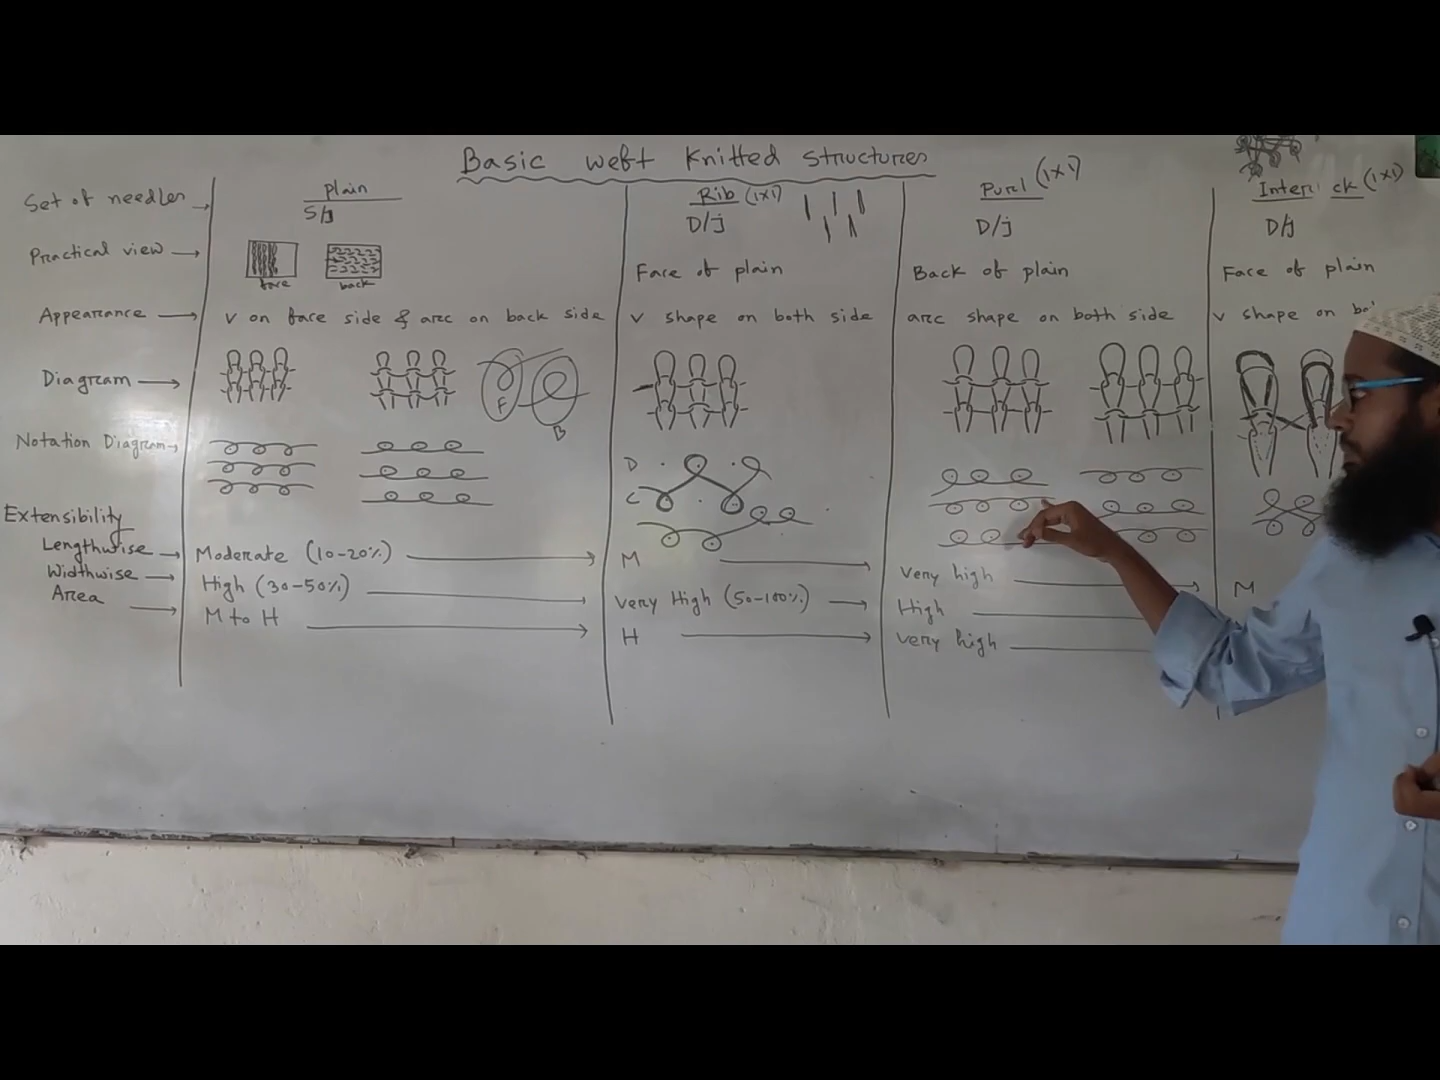 Basic weft Knitted structures
Set of needles
plain
S/j
Rib (1x1)
D/j
Purl (1x1)
D/j
(1x1)
D/j
Practical view
face
back
Face of plain
Back of plain
Face of plain
Appearance
v on face side & arc on back side
v shape on both side
arc shape on both side
v shape on
Diagram
F
B
Notation Diagram
D
C
Extensibility
Lengthwise
Moderate (10-20%)
M
Very high
M
Widthwise
High (30-50%)
Very High (50-100%)
High
Area
M to H
H
Very high